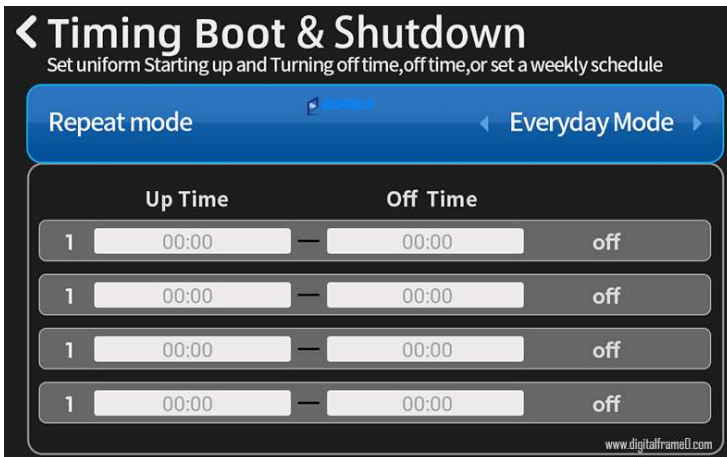 Timing Boot & Shutdown
Set uniform Starting up and Turning off time,off time,or set a weekly schedule
Repeat mode
Everyday Mode
Up Time Off Time
1 00:00 — 00:00 off
1 00:00 — 00:00 off
1 00:00 — 00:00 off
1 00:00 — 00:00 off
www.digitalframe0.com